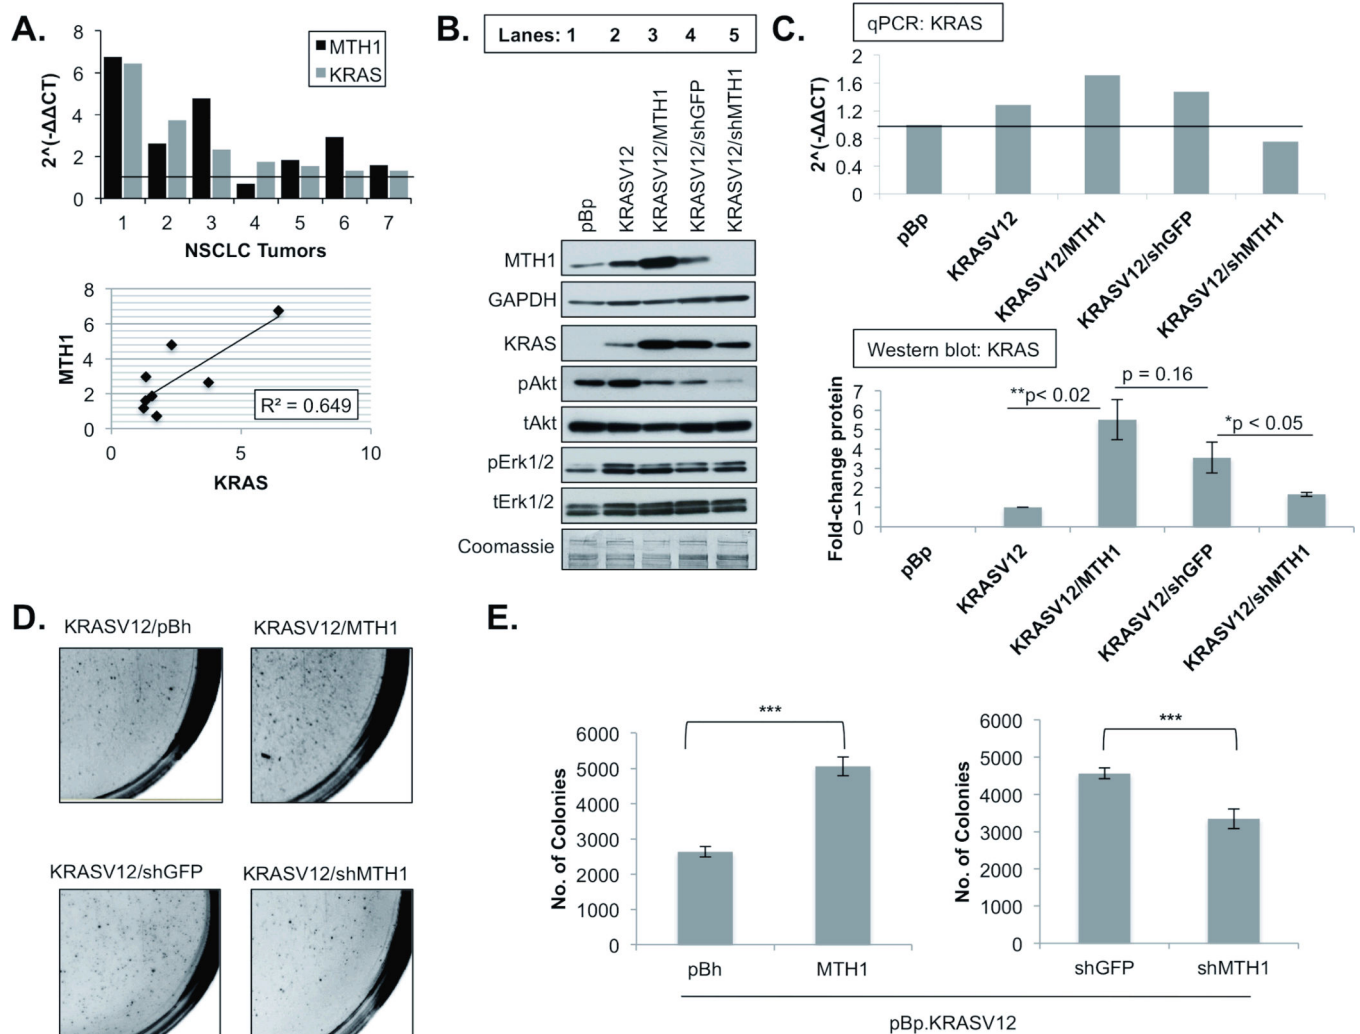 A.
8
6
4
2
0
2^(-ΔΔCT)
MTH1
KRAS
1 2 3 4 5 6 7
NSCLC Tumors
8
6
4
2
0
MTH1
R² = 0.649
0 5 10
KRAS
B.
Lanes: 1 2 3 4 5
pBp
KRASV12
KRASV12/MTH1
KRASV12/shGFP
KRASV12/shMTH1
MTH1
GAPDH
KRAS
pAkt
tAkt
pErk1/2
tErk1/2
Coomassie
C.
qPCR: KRAS
2
1.6
1.2
0.8
0.4
0
2^(-ΔΔCT)
pBp
KRASV12
KRASV12/MTH1
KRASV12/shGFP
KRASV12/shMTH1
Western blot: KRAS
7
6
5
4
3
2
1
0
Fold-change protein
**p< 0.02
p = 0.16
*p < 0.05
pBp
KRASV12
KRASV12/MTH1
KRASV12/shGFP
KRASV12/shMTH1
D.
KRASV12/pBh
KRASV12/MTH1
KRASV12/shGFP
KRASV12/shMTH1
E.
6000
5000
4000
3000
2000
1000
0
No. of Colonies
***
pBh MTH1
6000
5000
4000
3000
2000
1000
0
No. of Colonies
***
shGFP shMTH1
pBp.KRASV12